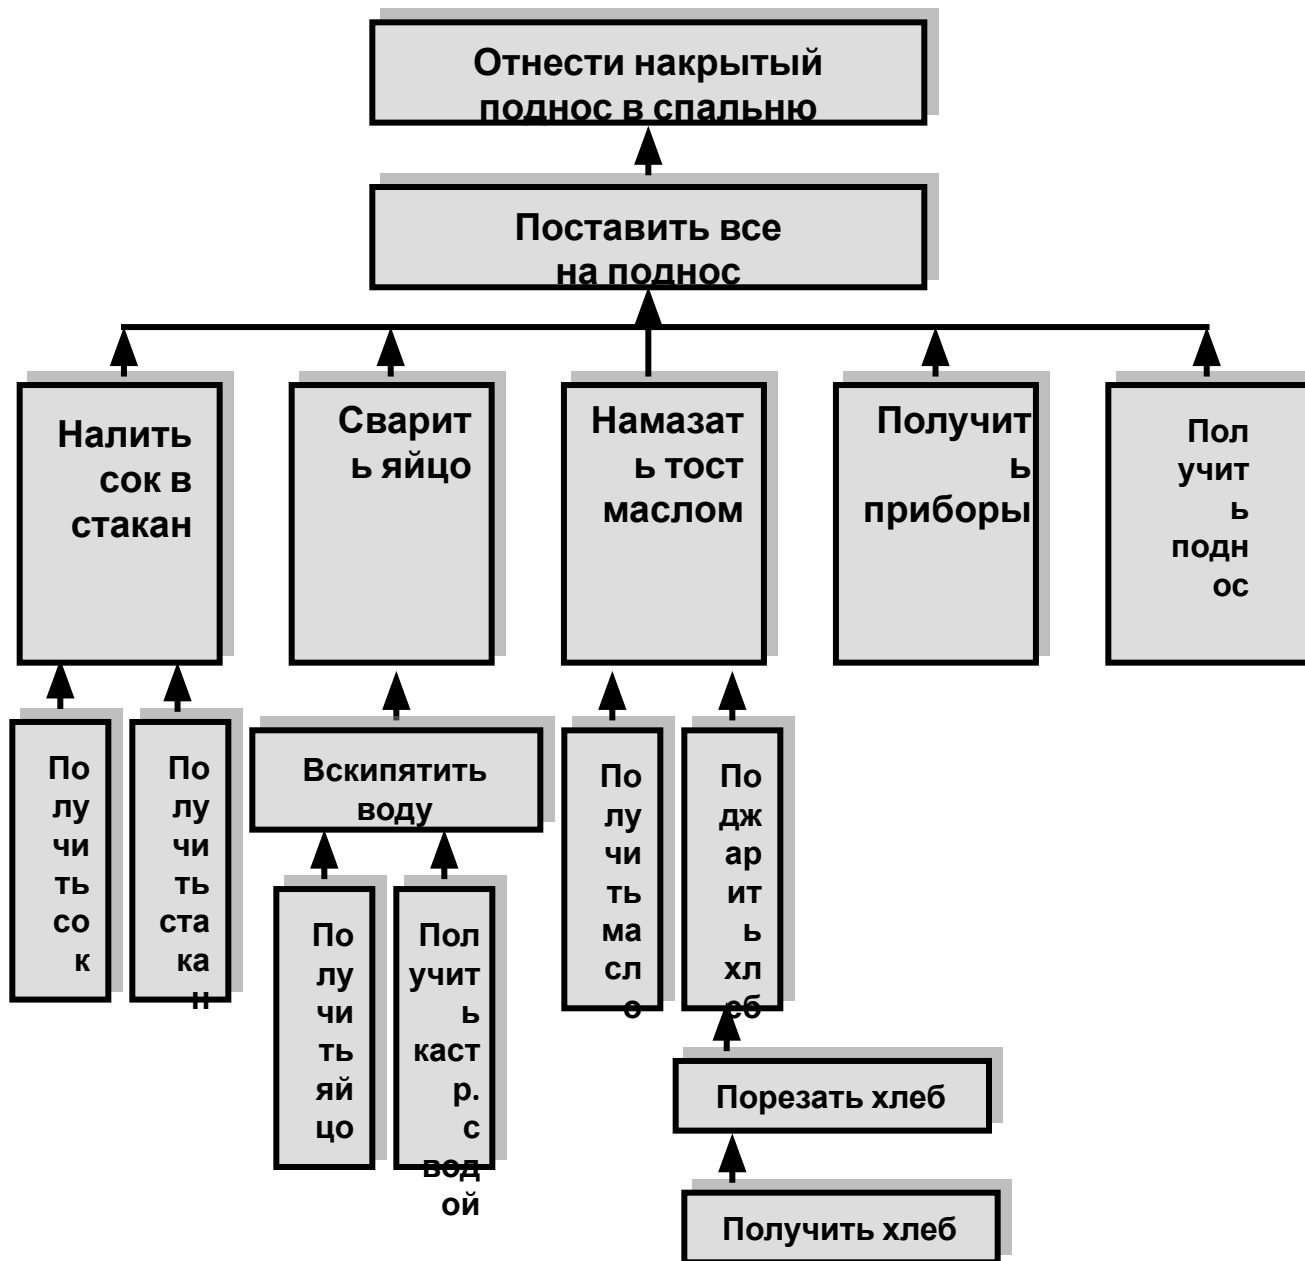 Отнести накрытый
поднос в спальню
Поставить все
на поднос
Налить
сок в
стакан
Сварит
ь яйцо
Намазат
ь тост
маслом
Получит
ь
приборы
Пол
учит
ь
подн
ос
По
лу
чи
ть
со
к
По
лу
чи
ть
ста
ка
н
Вскипятить
воду
По
лу
чи
ть
яй
цо
Пол
учит
ь
каст
р.
с
вод
ой
По
лу
чи
ть
ма
сл
о
По
дж
ар
ит
ь
хл
еб
Порезать хлеб
Получить хлеб